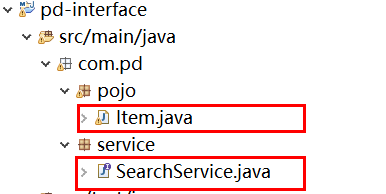 pd-interface
src/main/java
com.pd
pojo
Item.java
service
SearchService.java